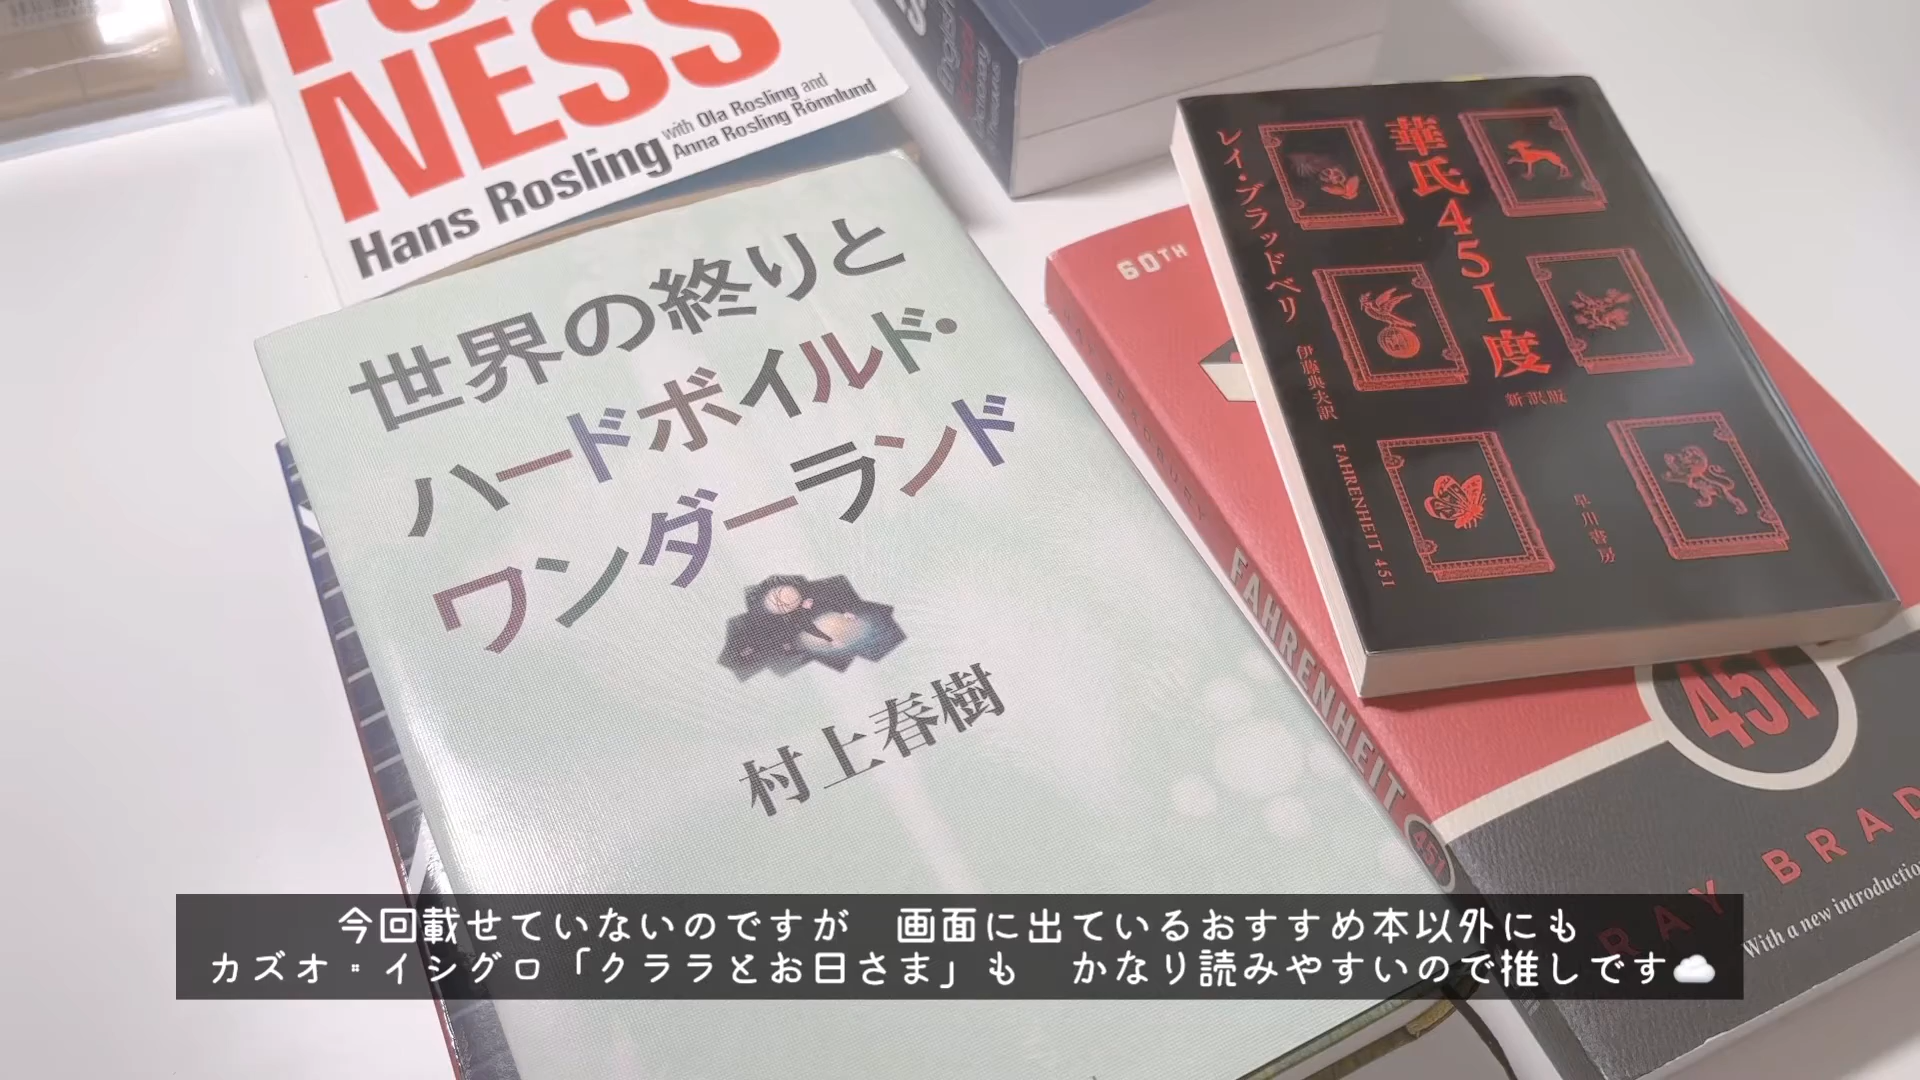 NESS
Hans Rosling
with Ola Rosling and
Anna Rosling Rönnlund
English
世界の終りと
ハードボイルド・
ワンダーランド
村上春樹
華氏451度
新訳版
レイ・ブラッドベリ
伊藤典夫訳
FAHRENHEIT 451
早川書房
60TH
FAHRENHEIT 451
451
RAY BRAD
With a new introductio
今回載せていないのですが　画面に出ているおすすめ本以外にも
カズオ・イシグロ「クララとお日さま」も　かなり読みやすいので推しです☁️